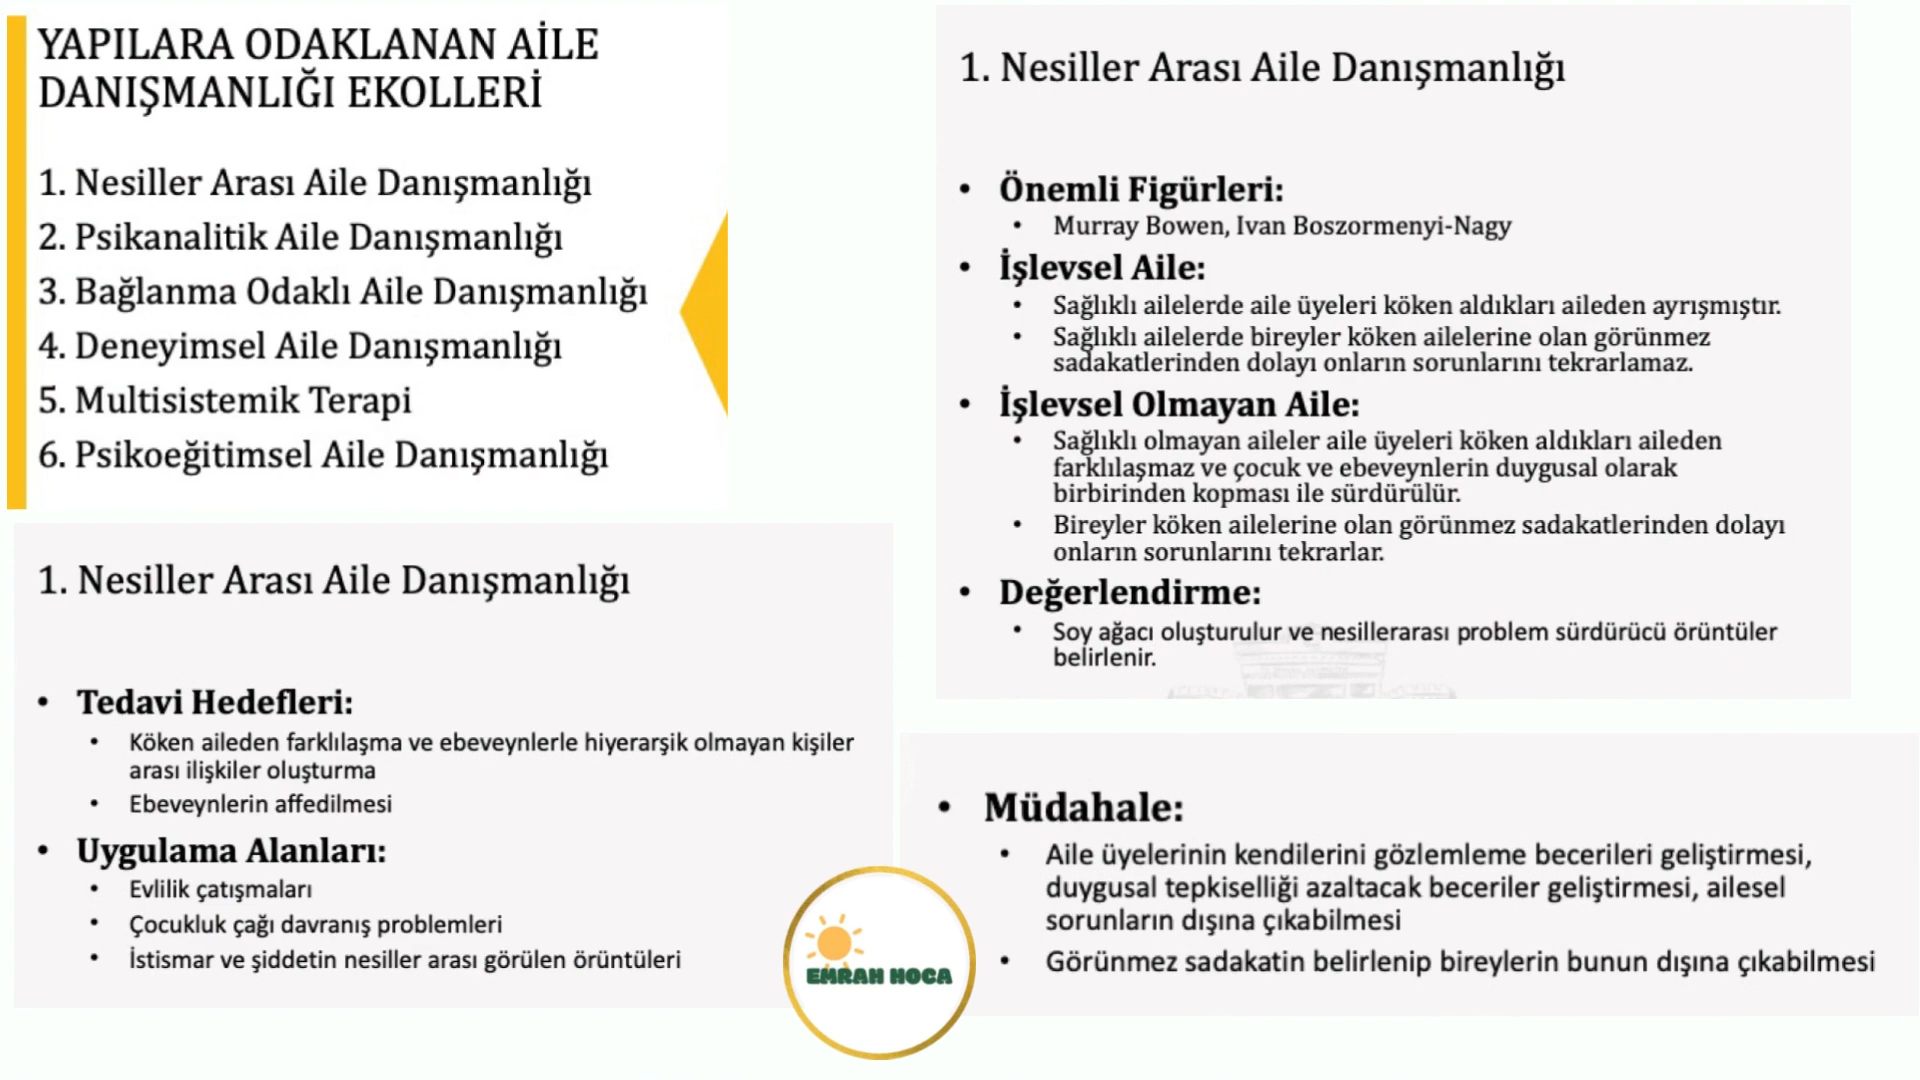 YAPILARA ODAKLANAN AİLE
DANIŞMANLIĞI EKOLLERİ
1. Nesiller Arası Aile Danışmanlığı
2. Psikanalitik Aile Danışmanlığı
3. Bağlanma Odaklı Aile Danışmanlığı
4. Deneyimsel Aile Danışmanlığı
5. Multisistemik Terapi
6. Psikoeğitimsel Aile Danışmanlığı
1. Nesiller Arası Aile Danışmanlığı
• Önemli Figürleri:
• Murray Bowen, Ivan Boszormenyi-Nagy
• İşlevsel Aile:
• Sağlıklı ailelerde aile üyeleri köken aldıkları aileden ayrışmıştır.
• Sağlıklı ailelerde bireyler köken ailelerine olan görünmez
sadakatlerinden dolayı onların sorunlarını tekrarlamaz.
• İşlevsel Olmayan Aile:
• Sağlıklı olmayan aileler aile üyeleri köken aldıkları aileden
farklılaşmaz ve çocuk ve ebeveynlerin duygusal olarak
birbirinden kopması ile sürdürülür.
• Bireyler köken ailelerine olan görünmez sadakatlerinden dolayı
onların sorunlarını tekrarlar.
• Değerlendirme:
• Soy ağacı oluşturulur ve nesillerarası problem sürdürücü örüntüler
belirlenir.
1. Nesiller Arası Aile Danışmanlığı
• Tedavi Hedefleri:
• Köken aileden farklılaşma ve ebeveynlerle hiyerarşik olmayan kişiler
arası ilişkiler oluşturma
• Ebeveynlerin affedilmesi
• Uygulama Alanları:
• Evlilik çatışmaları
• Çocukluk çağı davranış problemleri
• İstismar ve şiddetin nesiller arası görülen örüntüleri
• Müdahale:
• Aile üyelerinin kendilerini gözlemleme becerileri geliştirmesi,
duygusal tepkiselliği azaltacak beceriler geliştirmesi, ailesel
sorunların dışına çıkabilmesi
• Görünmez sadakatin belirlenip bireylerin bunun dışına çıkabilmesi
EMRAH HOCA